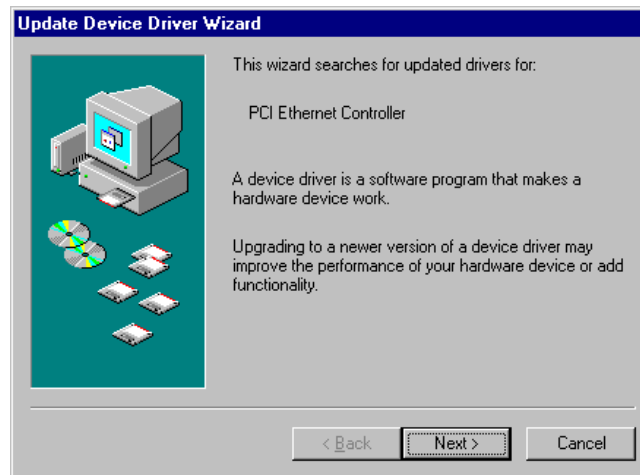 Update Device Driver Wizard
This wizard searches for updated drivers for:
PCI Ethernet Controller
A device driver is a software program that makes a
hardware device work.
Upgrading to a newer version of a device driver may
improve the performance of your hardware device or add
functionality.
< Back
Next >
Cancel